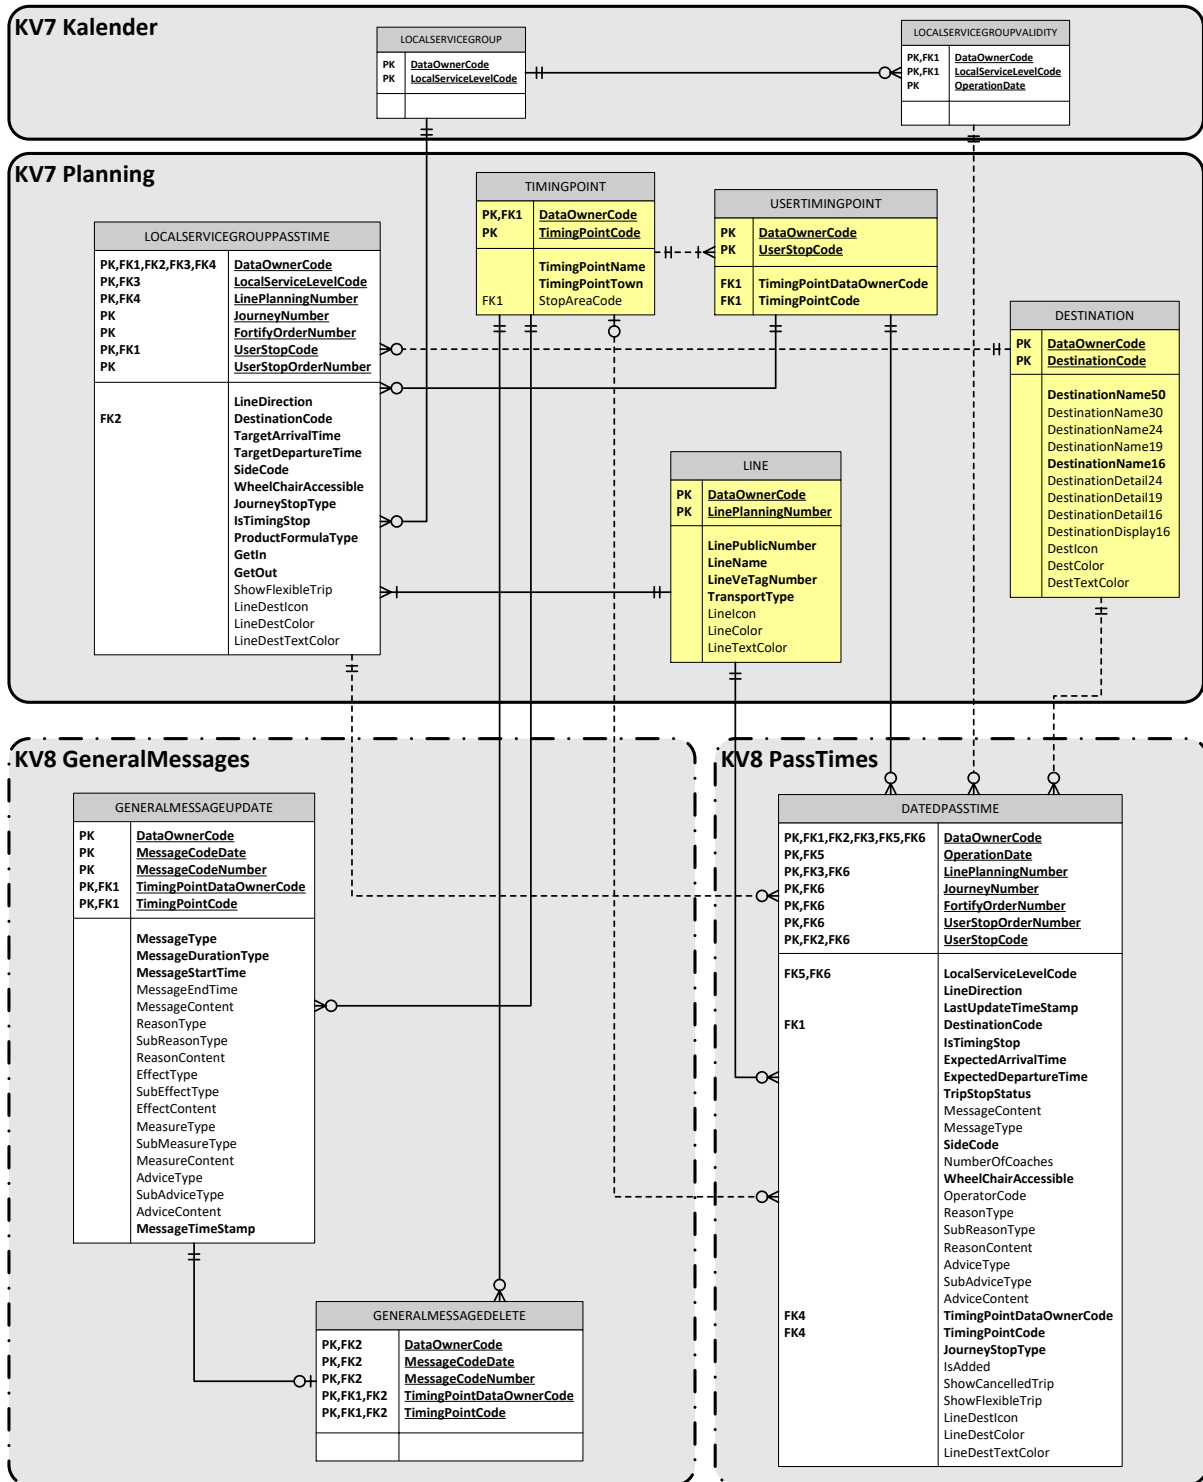 KV7 Kalender
LOCALSERVICEGROUP
PK DataOwnerCode
PK LocalServiceLevelCode
LOCALSERVICEGROUPVALIDITY
PK,FK1 DataOwnerCode
PK,FK1 LocalServiceLevelCode
PK OperationDate
KV7 Planning
LOCALSERVICEGROUPPASSTIME
PK,FK1,FK2,FK3,FK4 DataOwnerCode
PK,FK3 LocalServiceLevelCode
PK,FK4 LinePlanningNumber
PK JourneyNumber
PK FortifyOrderNumber
PK,FK1 UserStopCode
PK UserStopOrderNumber
LineDirection
FK2 DestinationCode
TargetArrivalTime
TargetDepartureTime
SideCode
WheelChairAccessible
JourneyStopType
IsTimingStop
ProductFormulaType
GetIn
GetOut
ShowFlexibleTrip
LineDestIcon
LineDestColor
LineDestTextColor
TIMINGPOINT
PK,FK1 DataOwnerCode
PK TimingPointCode
TimingPointName
TimingPointTown
FK1 StopAreaCode
USERTIMINGPOINT
PK DataOwnerCode
PK UserStopCode
FK1 TimingPointDataOwnerCode
FK1 TimingPointCode
DESTINATION
PK DataOwnerCode
PK DestinationCode
DestinationName50
DestinationName30
DestinationName24
DestinationName19
DestinationName16
DestinationDetail24
DestinationDetail19
DestinationDetail16
DestinationDisplay16
DestIcon
DestColor
DestTextColor
LINE
PK DataOwnerCode
PK LinePlanningNumber
LinePublicNumber
LineName
LineVeTagNumber
TransportType
LineIcon
LineColor
LineTextColor
KV8 GeneralMessages
GENERALMESSAGEUPDATE
PK DataOwnerCode
PK MessageCodeDate
PK MessageCodeNumber
PK,FK1 TimingPointDataOwnerCode
PK,FK1 TimingPointCode
MessageType
MessageDurationType
MessageStartTime
MessageEndTime
MessageContent
ReasonType
SubReasonType
ReasonContent
EffectType
SubEffectType
EffectContent
MeasureType
SubMeasureType
MeasureContent
AdviceType
SubAdviceType
AdviceContent
MessageTimeStamp
GENERALMESSAGEDELETE
PK,FK2 DataOwnerCode
PK,FK2 MessageCodeDate
PK,FK2 MessageCodeNumber
PK,FK1,FK2 TimingPointDataOwnerCode
PK,FK1,FK2 TimingPointCode
KV8 PassTimes
DATEDPASSTIME
PK,FK1,FK2,FK3,FK5,FK6 DataOwnerCode
PK,FK5 OperationDate
PK,FK3,FK6 LinePlanningNumber
PK,FK6 JourneyNumber
PK,FK6 FortifyOrderNumber
PK,FK6 UserStopOrderNumber
PK,FK2,FK6 UserStopCode
FK5,FK6 LocalServiceLevelCode
LineDirection
LastUpdateTimeStamp
FK1 DestinationCode
IsTimingStop
ExpectedArrivalTime
ExpectedDepartureTime
TripStopStatus
MessageContent
MessageType
SideCode
NumberOfCoaches
WheelChairAccessible
OperatorCode
ReasonType
SubReasonType
ReasonContent
AdviceType
SubAdviceType
AdviceContent
FK4 TimingPointDataOwnerCode
FK4 TimingPointCode
JourneyStopType
IsAdded
ShowCancelledTrip
ShowFlexibleTrip
LineDestIcon
LineDestColor
LineDestTextColor